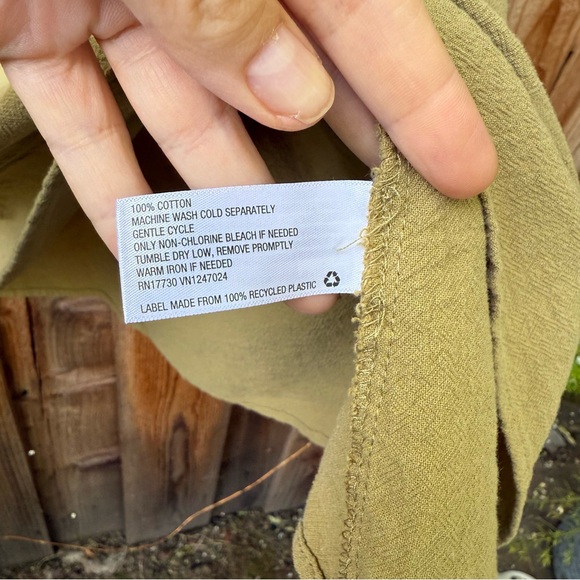 100% COTTON
MACHINE WASH COLD SEPARATELY
GENTLE CYCLE
ONLY NON-CHLORINE BLEACH IF NEEDED
TUMBLE DRY LOW, REMOVE PROMPTLY
WARM IRON IF NEEDED
RN17730 VN1247024
LABEL MADE FROM 100% RECYCLED PLASTIC